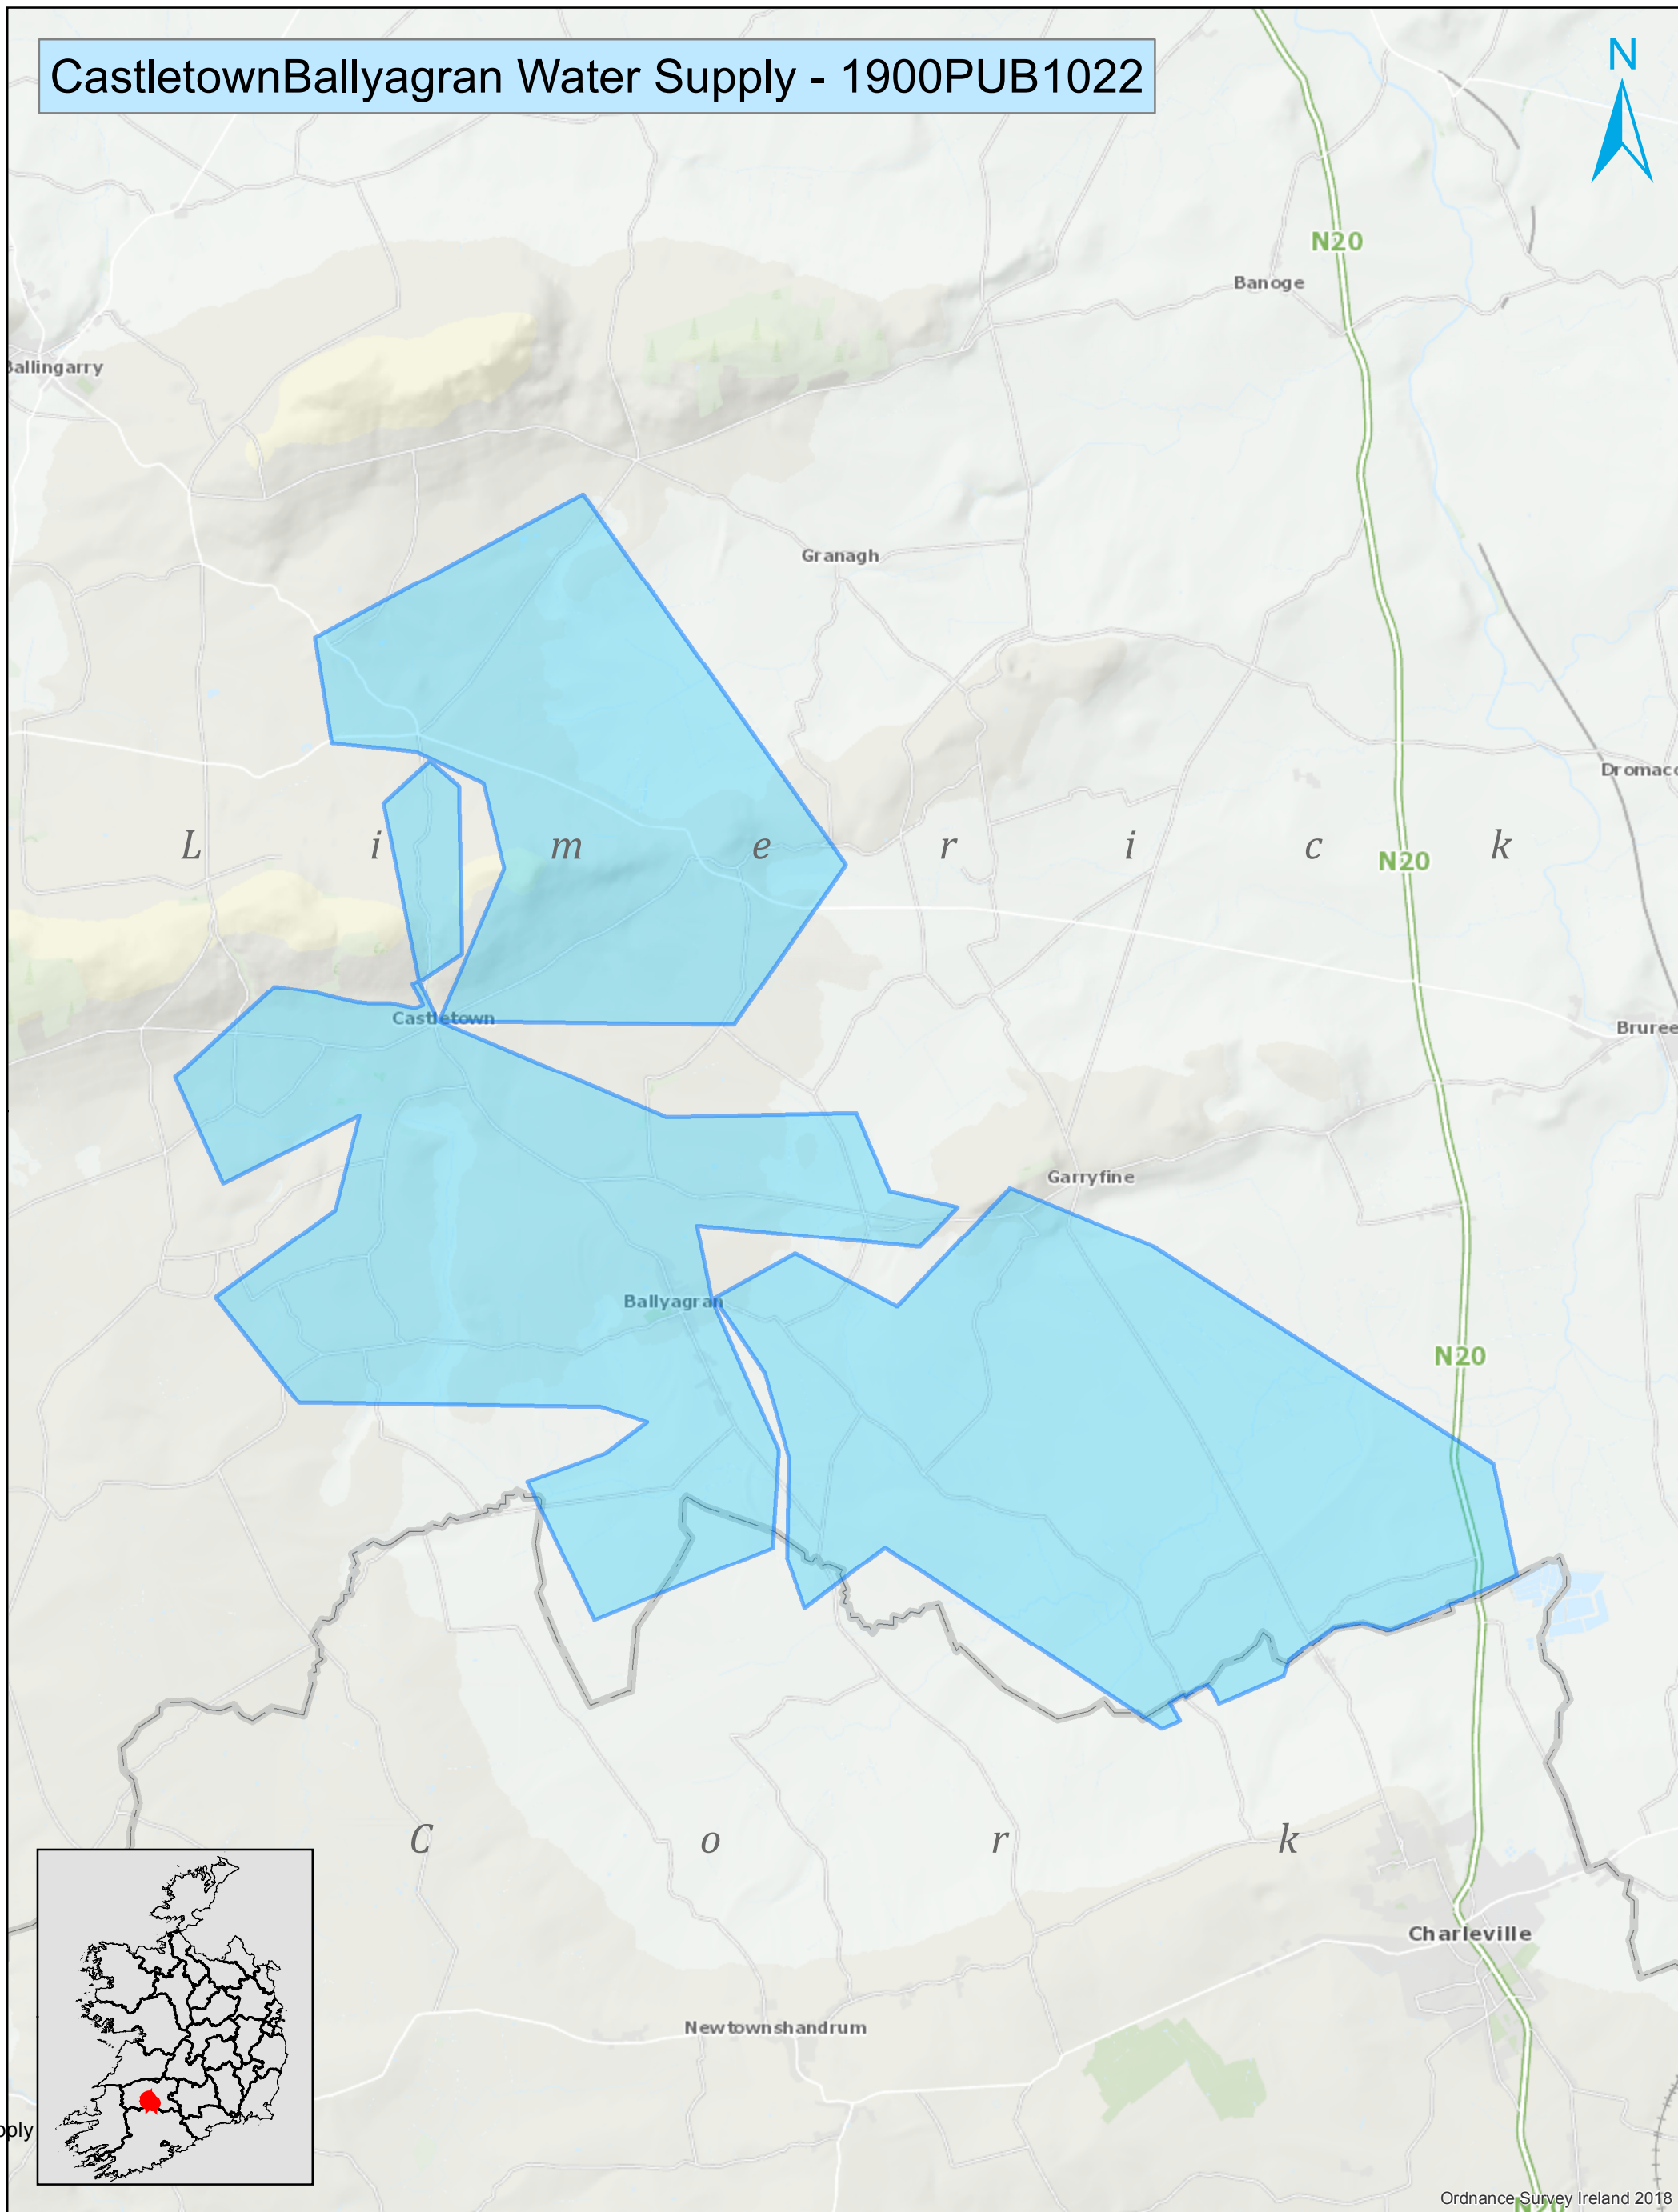 CastletownBallyagran Water Supply - 1900PUB1022
N
N20
Banoge
Ballingarry
Granagh
Dromac
L i m e r i c k
N20
Castletown
Bruree
Garryfine
Ballyagran
N20
C o r k
Charleville
Newtownshandrum
pply
Ordnance Survey Ireland 2018
N20